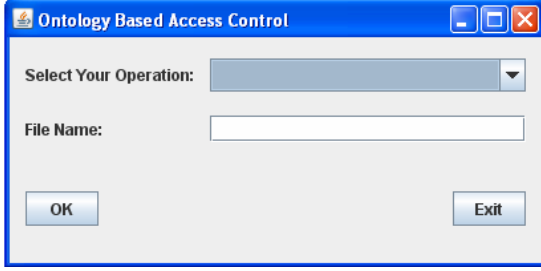 Ontology Based Access Control
Select Your Operation:
File Name:
OK Exit